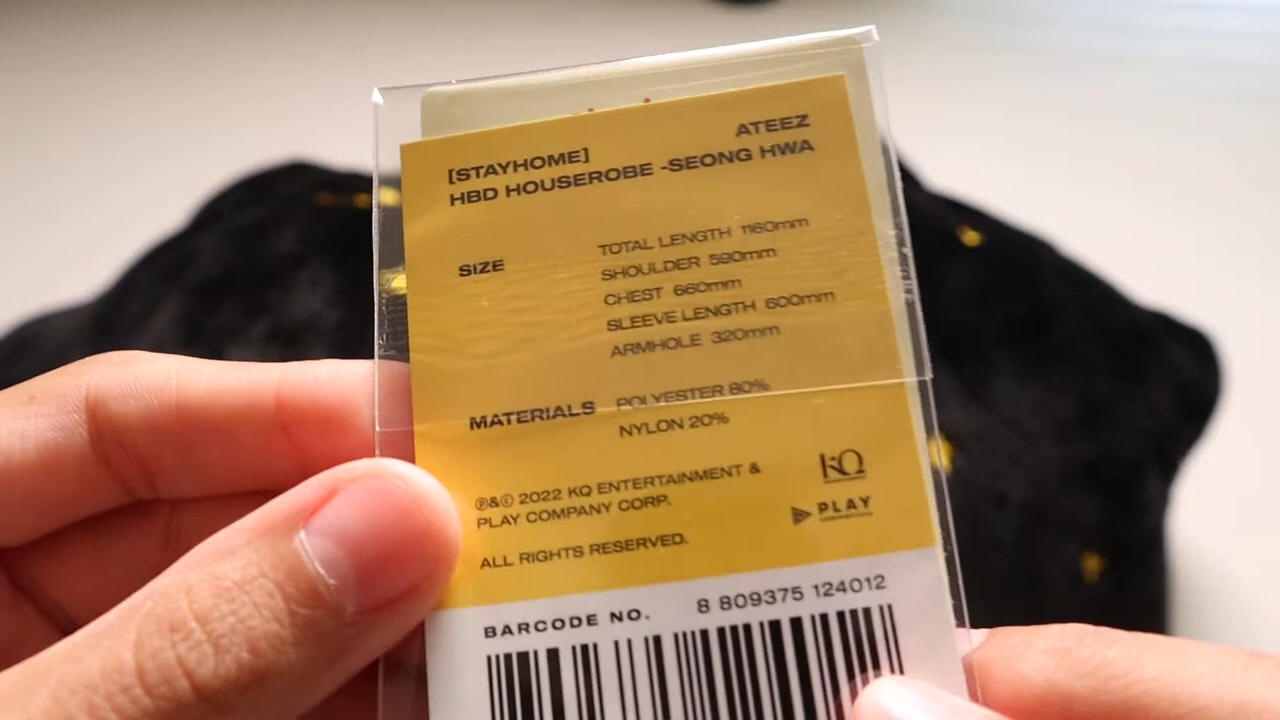 ATEEZ
[STAYHOME]
HBD HOUSEROBE -SEONG HWA
SIZE
TOTAL LENGTH 1160mm
SHOULDER 590mm
CHEST 660mm
SLEEVE LENGTH 600mm
ARMHOLE 320mm
MATERIALS POLYESTER 80%
NYLON 20%
℗&© 2022 KQ ENTERTAINMENT &
PLAY COMPANY CORP.
ALL RIGHTS RESERVED.
KQ
PLAY
BARCODE NO. 8 809375 124012